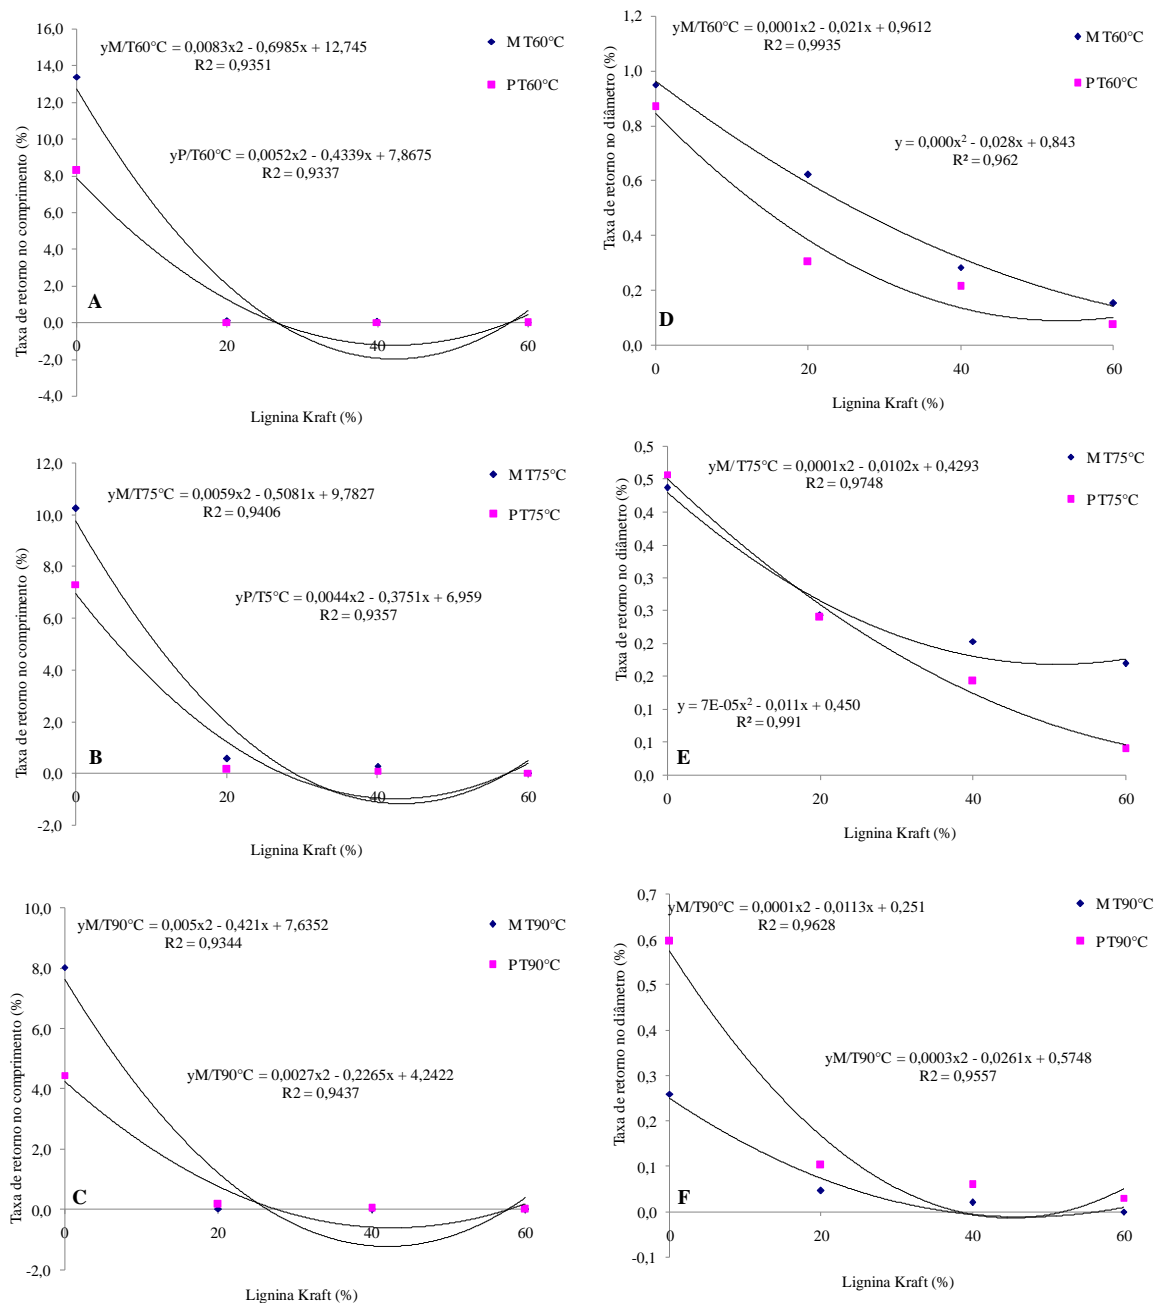 16,0
14,0
12,0
10,0
8,0
6,0
4,0
2,0
0,0
-2,0
-4,0
0
20
40
60
Taxa de retorno no comprimento (%)
Lignina Kraft (%)
yM/T60°C = 0,0083x2 - 0,6985x + 12,745
R2 = 0,9351
yP/T60°C = 0,0052x2 - 0,4339x + 7,8675
R2 = 0,9337
M T60°C
P T60°C
A
1,2
1,0
0,8
0,6
0,4
0,2
0,0
0
20
40
60
Taxa de retorno no diâmetro (%)
Lignina Kraft (%)
yM/T60°C = 0,0001x2 - 0,021x + 0,9612
R2 = 0,9935
y = 0,000x² - 0,028x + 0,843
R² = 0,962
M T60°C
P T60°C
D
12,0
10,0
8,0
6,0
4,0
2,0
0,0
-2,0
0
20
40
60
Taxa de retorno no comprimento (%)
Lignina Kraft (%)
yM/T75°C = 0,0059x2 - 0,5081x + 9,7827
R2 = 0,9406
yP/T5°C = 0,0044x2 - 0,3751x + 6,959
R2 = 0,9357
M T75°C
P T75°C
B
0,5
0,5
0,4
0,4
0,3
0,3
0,2
0,2
0,1
0,1
0,0
0
20
40
60
Taxa de retorno no diâmetro (%)
Lignina Kraft (%)
yM/ T75°C = 0,0001x2 - 0,0102x + 0,4293
R2 = 0,9748
y = 7E-05x² - 0,011x + 0,450
R² = 0,991
M T75°C
P T75°C
E
10,0
8,0
6,0
4,0
2,0
0,0
-2,0
0
20
40
60
Taxa de retorno no comprimento (%)
Lignina Kraft (%)
yM/T90°C = 0,005x2 - 0,421x + 7,6352
R2 = 0,9344
yM/T90°C = 0,0027x2 - 0,2265x + 4,2422
R2 = 0,9437
M T90°C
P T90°C
C
0,7
0,6
0,5
0,4
0,3
0,2
0,1
0,0
-0,1
0
20
40
60
Taxa de retorno no diâmetro (%)
Lignina Kraft (%)
yM/T90°C = 0,0001x2 - 0,0113x + 0,251
R2 = 0,9628
yM/T90°C = 0,0003x2 - 0,0261x + 0,5748
R2 = 0,9557
M T90°C
P T90°C
F